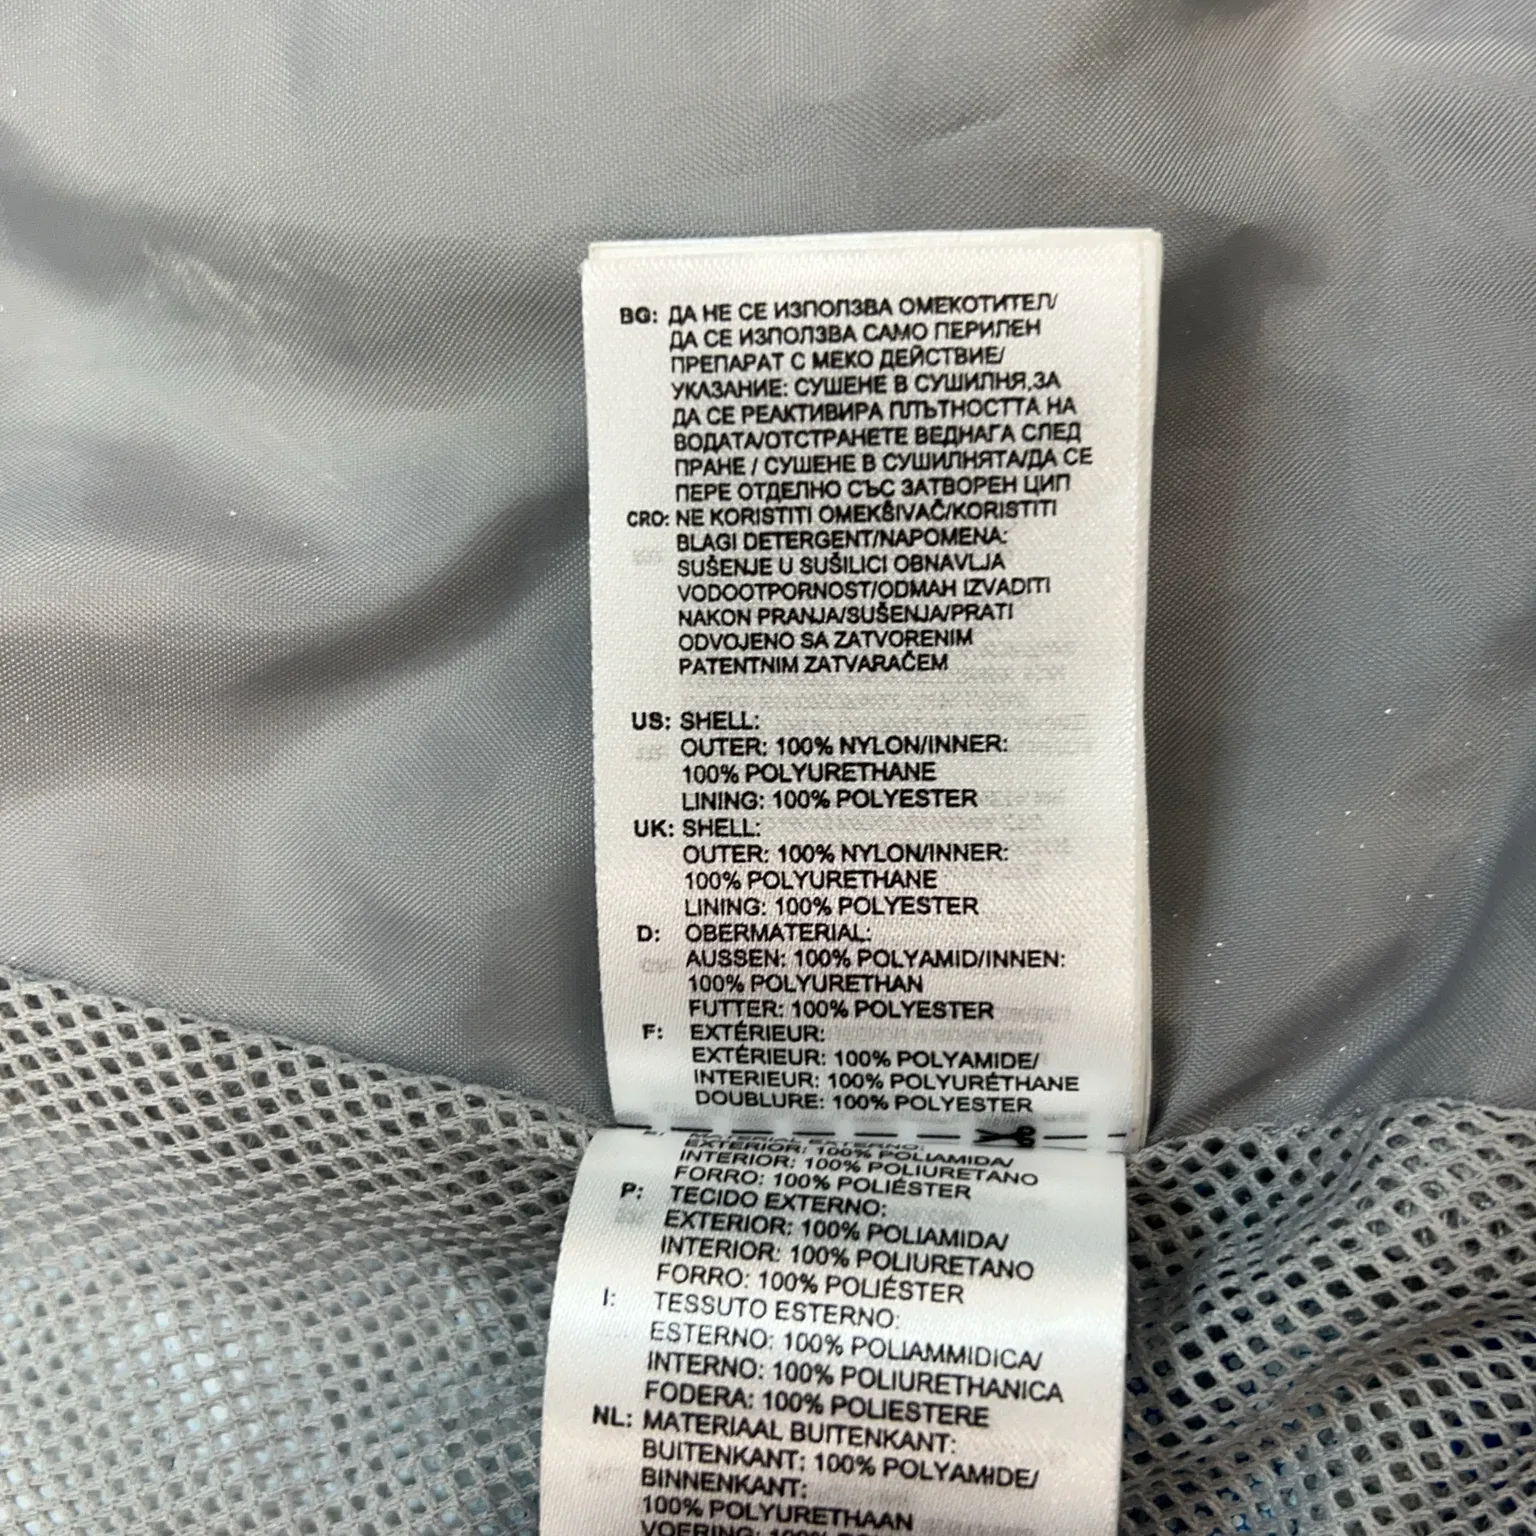 BG: ДА НЕ СЕ ИЗПОЛЗВА ОМЕКОТИТЕЛ/
ДА СЕ ИЗПОЛЗВА САМО ПЕРИЛЕН
ПРЕПАРАТ С МЕКО ДЕЙСТВИЕ/
УКАЗАНИЕ: СУШЕНЕ В СУШИЛНЯ,ЗА
ДА СЕ РЕАКТИВИРА ПЛЪТНОСТТА НА
ВОДАТА/ОТСТРАНЕТЕ ВЕДНАГА СЛЕД
ПРАНЕ / СУШЕНЕ В СУШИЛНЯТА/ДА СЕ
ПЕРЕ ОТДЕЛНО СЪС ЗАТВОРЕН ЦИП
CRO: NE KORISTITI OMEKŠIVAČ/KORISTITI
BLAGI DETERGENT/NAPOMENA:
SUŠENJE U SUŠILICI OBNAVLJA
VODOOTPORNOST/ODMAH IZVADITI
NAKON PRANJA/SUŠENJA/PRATI
ODVOJENO SA ZATVORENIM
PATENTNIM ZATVARAČEM
US: SHELL:
OUTER: 100% NYLON/INNER:
100% POLYURETHANE
LINING: 100% POLYESTER
UK: SHELL:
OUTER: 100% NYLON/INNER:
100% POLYURETHANE
LINING: 100% POLYESTER
D: OBERMATERIAL:
AUSSEN: 100% POLYAMID/INNEN:
100% POLYURETHAN
FUTTER: 100% POLYESTER
F: EXTÉRIEUR:
EXTÉRIEUR: 100% POLYAMIDE/
INTERIEUR: 100% POLYURÉTHANE
DOUBLURE: 100% POLYESTER
EXTERIOR: 100% POLIAMIDA/
INTERIOR: 100% POLIURETANO
FORRO: 100% POLIÉSTER
P: TECIDO EXTERNO:
EXTERIOR: 100% POLIAMIDA/
INTERIOR: 100% POLIURETANO
FORRO: 100% POLIÉSTER
I: TESSUTO ESTERNO:
ESTERNO: 100% POLIAMMIDICA/
INTERNO: 100% POLIURETHANICA
FODERA: 100% POLIESTERE
NL: MATERIAAL BUITENKANT:
BUITENKANT: 100% POLYAMIDE/
BINNENKANT:
100% POLYURETHAAN
VOERING: 100%